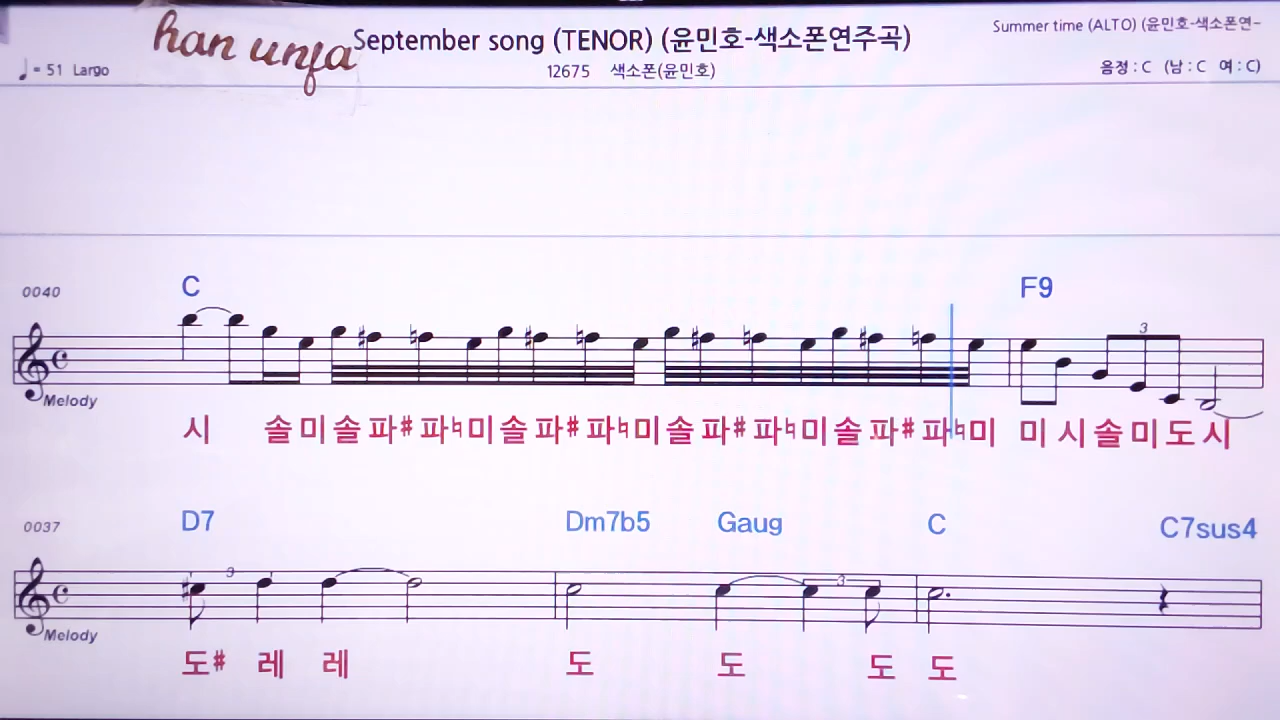 han unja
September song (TENOR) (윤민호-색소폰연주곡)
Summer time (ALTO) (윤민호-색소폰연~
♩= 51 Largo
12675 색소폰(윤민호)
음정 : C (남 : C 여 : C)
0040 C F9
3
Melody
시 솔 미 솔 파# 파♮ 미 솔 파# 파♮ 미 솔 파# 파♮ 미 솔 파# 파♮ 미 미 시 솔 미 도 시
0037 D7 Dm7b5 Gaug C C7sus4
3 3
Melody
도# 레 레 도 도 도 도